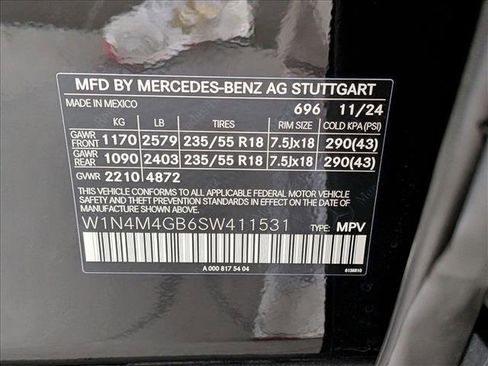 MFD BY MERCEDES-BENZ AG STUTTGART
MADE IN MEXICO 696 11/24
KG LB TIRES RIM SIZE COLD KPA (PSI)
GAWR FRONT 1170 2579 235/55 R18 7.5Jx18 290(43)
GAWR REAR 1090 2403 235/55 R18 7.5Jx18 290(43)
GVWR 2210 4872
THIS VEHICLE CONFORMS TO ALL APPLICABLE FEDERAL MOTOR VEHICLE
SAFETY AND THEFT PREVENTION STANDARDS IN EFFECT ON THE DATE OF
MANUFACTURE SHOWN ABOVE.
W1N4M4GB6SW411531 TYPE: MPV
A 000 817 54 04